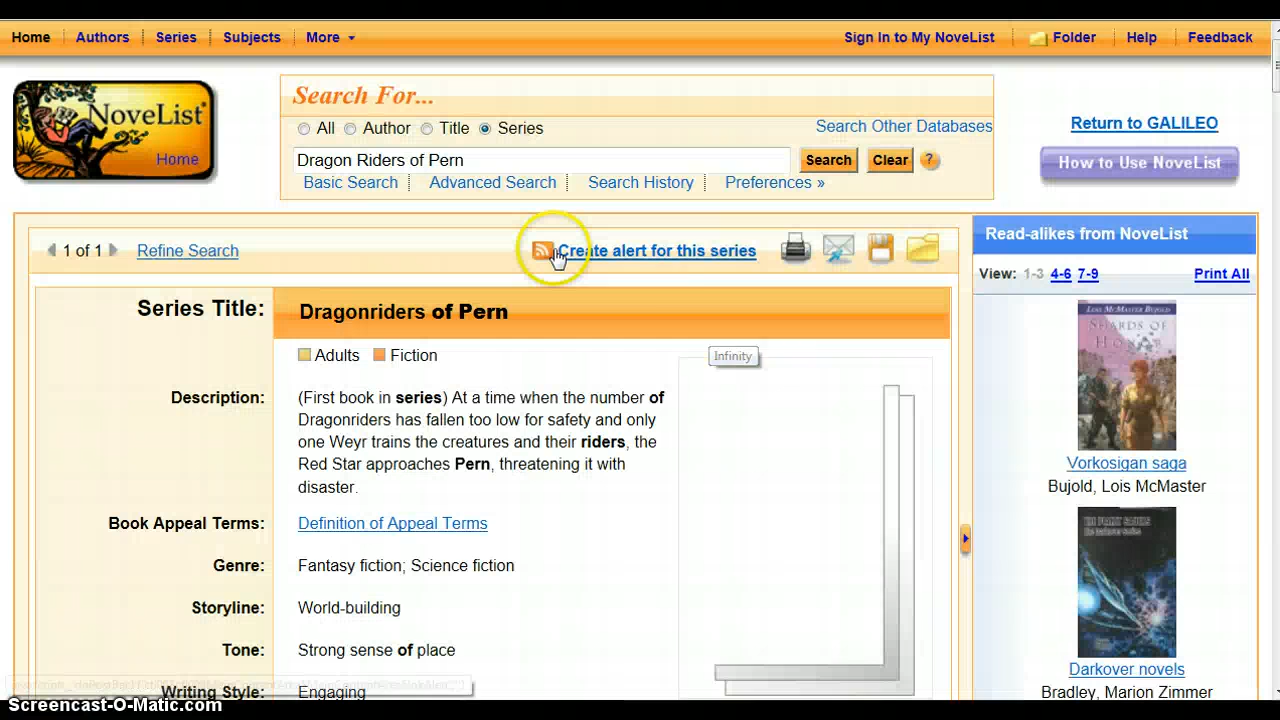 Home Authors Series Subjects More
Sign In to My NoveList Folder Help Feedback
NoveList®
Home
Search For...
All Author Title Series
Search Other Databases
Dragon Riders of Pern
Search Clear ?
Basic Search Advanced Search Search History Preferences »
Return to GALILEO
How to Use NoveList
1 of 1 Refine Search
Create alert for this series
Series Title: Dragonriders of Pern
Adults Fiction
Infinity
Description: (First book in series) At a time when the number of
Dragonriders has fallen too low for safety and only
one Weyr trains the creatures and their riders, the
Red Star approaches Pern, threatening it with
disaster.
Book Appeal Terms: Definition of Appeal Terms
Genre: Fantasy fiction; Science fiction
Storyline: World-building
Tone: Strong sense of place
Writing Style: Engaging
Read-alikes from NoveList
View: 1-3 4-6 7-9 Print All
LOIS MCMASTER BUJOLD
SHARDS OF
HONOR
Vorkosigan saga
Bujold, Lois McMaster
Darkover novels
Bradley, Marion Zimmer
Screencast-O-Matic.com